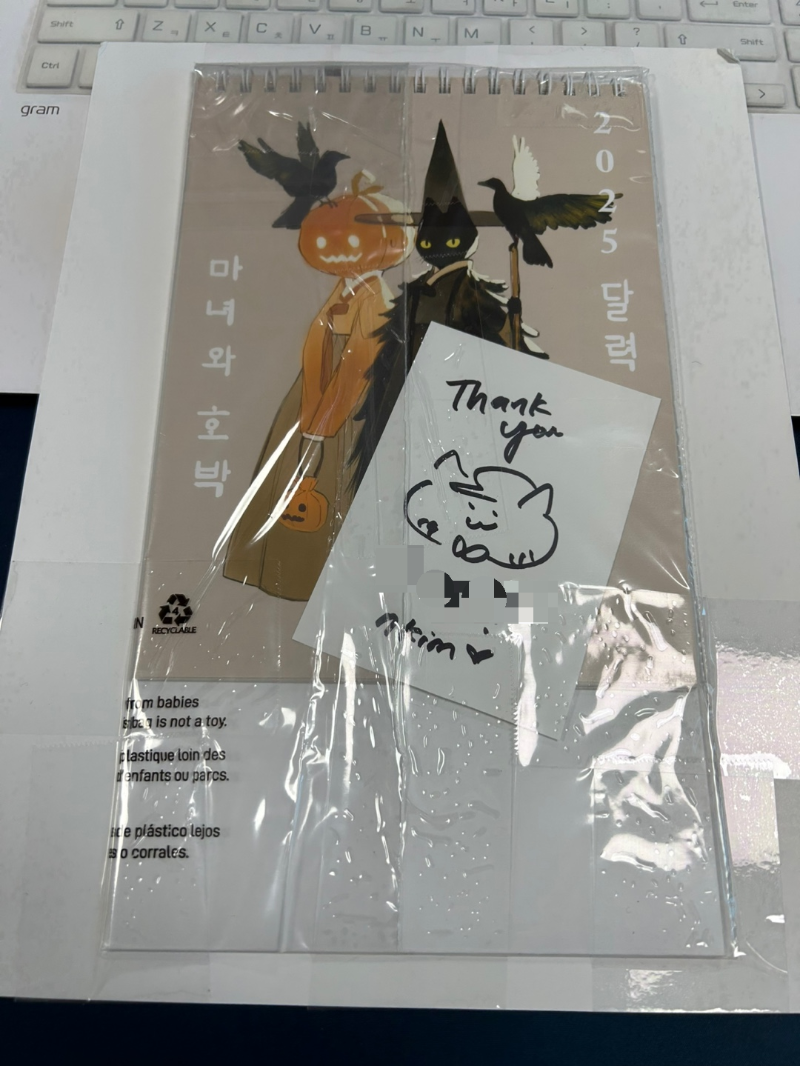 Shift ⇧ Z ㅋ X ㅌ C ㅊ V ㅍ B ㅠ N ㅜ M ㅡ < , > . ? / ⇧ Shift
Enter
Ctrl
gram
2025 달력
마녀와 호박
Thank
you
RECYCLABLE
from babies
bag is not a toy.
plastique loin des
d'enfants ou parcs.
de plástico lejos
o corrales.